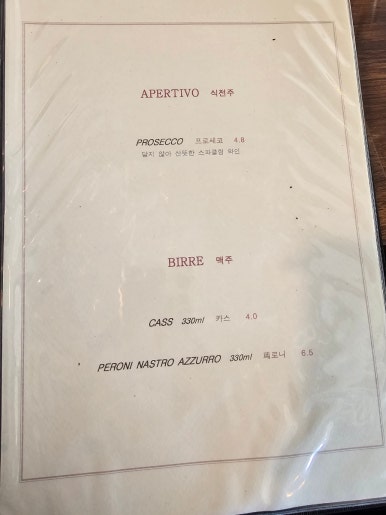 APERTIVO 식전주
PROSECCO 프로세코 4.8
달지 않아 산뜻한 스파클링 와인
BIRRE 맥주
CASS 330ml 카스 4.0
PERONI NASTRO AZZURRO 330ml 페로니 6.5